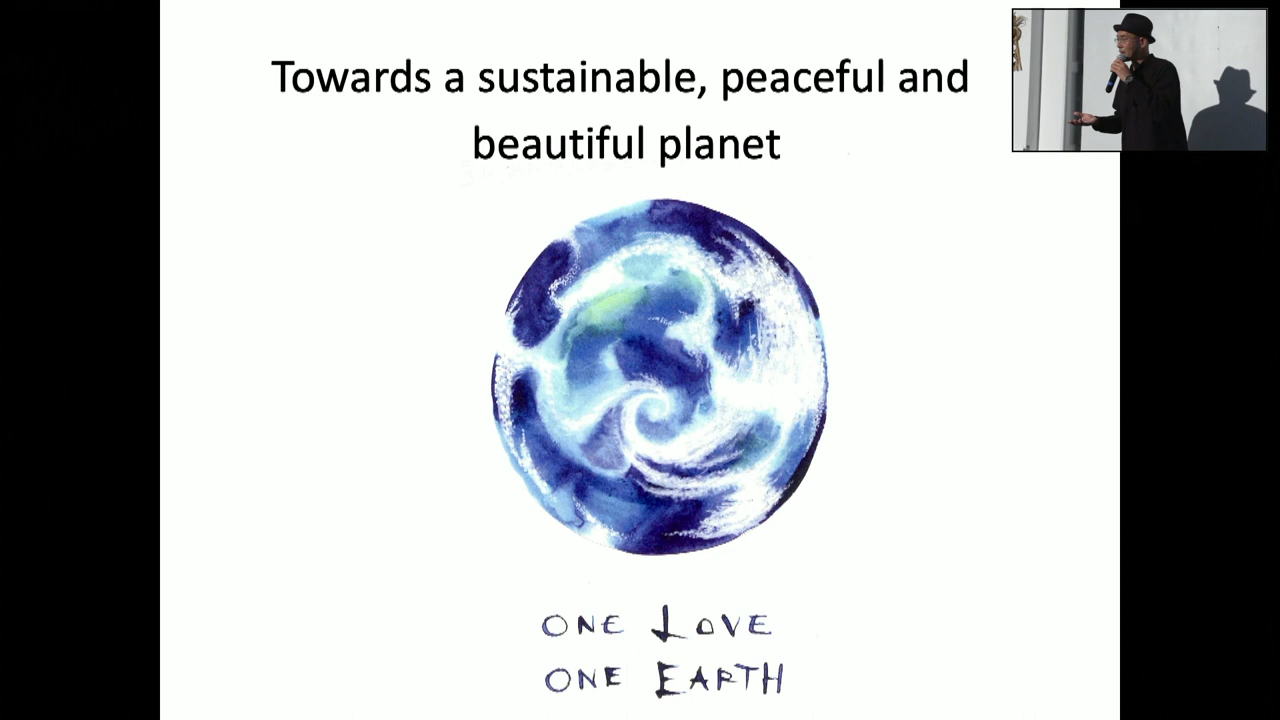 Towards a sustainable, peaceful and
beautiful planet
ONE LOVE
ONE EARTH